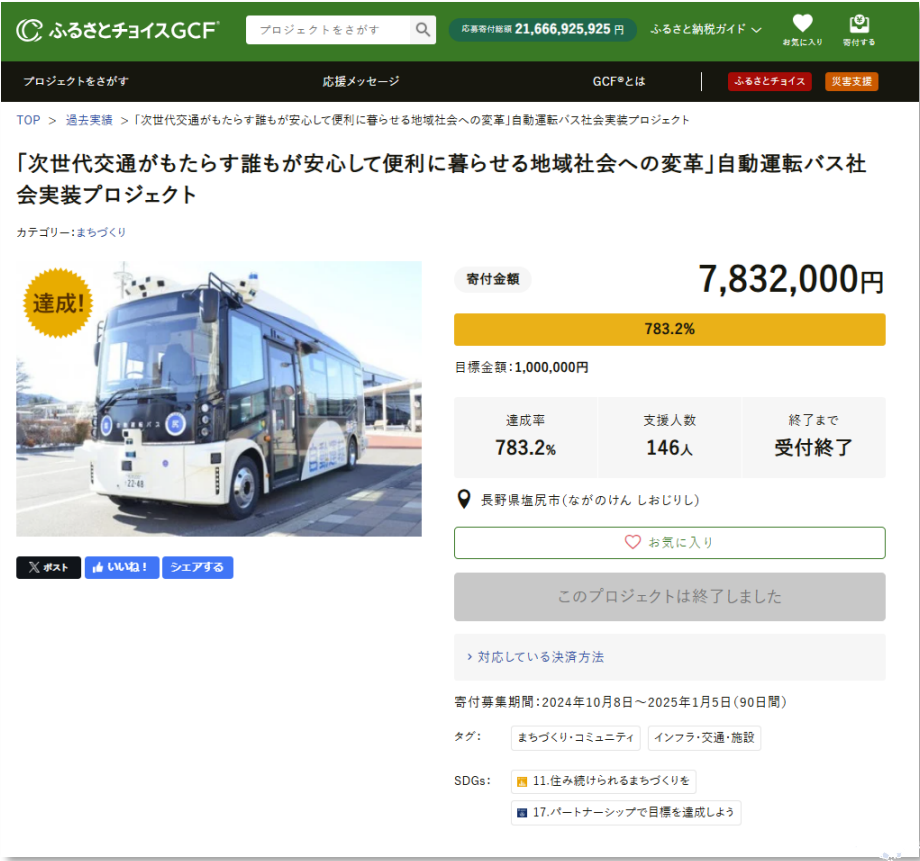 ふるさとチョイスGCF®
プロジェクトをさがす
応募寄付総額 21,666,925,925 円
ふるさと納税ガイド
お気に入り
寄付する
プロジェクトをさがす
応援メッセージ
GCF®とは
ふるさとチョイス
災害支援
TOP > 過去実績 >「次世代交通がもたらす誰もが安心して便利に暮らせる地域社会への変革」自動運転バス社会実装プロジェクト
「次世代交通がもたらす誰もが安心して便利に暮らせる地域社会への変革」自動運転バス社
会実装プロジェクト
カテゴリー:まちづくり
達成!
自動運転バス
自動運転
22-48
ポスト
いいね!
シェアする
寄付金額
7,832,000円
783.2%
目標金額:1,000,000円
達成率
783.2%
支援人数
146人
終了まで
受付終了
長野県塩尻市(ながのけん しおじりし)
お気に入り
このプロジェクトは終了しました
› 対応している決済方法
寄付募集期間:2024年10月8日～2025年1月5日(90日間)
タグ:
まちづくり・コミュニティ
インフラ・交通・施設
SDGs:
11.住み続けられるまちづくりを
17.パートナーシップで目標を達成しよう